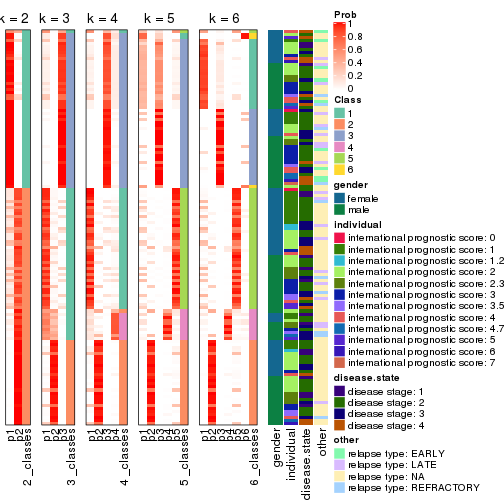 k = 2
k = 3
k = 4
k = 5
k = 6
Prob
1
0.8
0.6
0.4
0.2
0
Class
1
2
3
4
5
6
gender
female
male
individual
international prognostic score: 0
international prognostic score: 1
international prognostic score: 1.2
international prognostic score: 2
international prognostic score: 2.3
international prognostic score: 3
international prognostic score: 3.5
international prognostic score: 4
international prognostic score: 4.7
international prognostic score: 5
international prognostic score: 6
international prognostic score: 7
disease.state
disease stage: 1
disease stage: 2
disease stage: 3
disease stage: 4
other
relapse type: EARLY
relapse type: LATE
relapse type: NA
relapse type: REFRACTORY
p1
p2
2_classes
p1
p2
p3
3_classes
p1
p2
p3
4_classes
p1
p2
p3
5_classes
p1
p2
p3
6_classes
gender
individual
disease.state
other